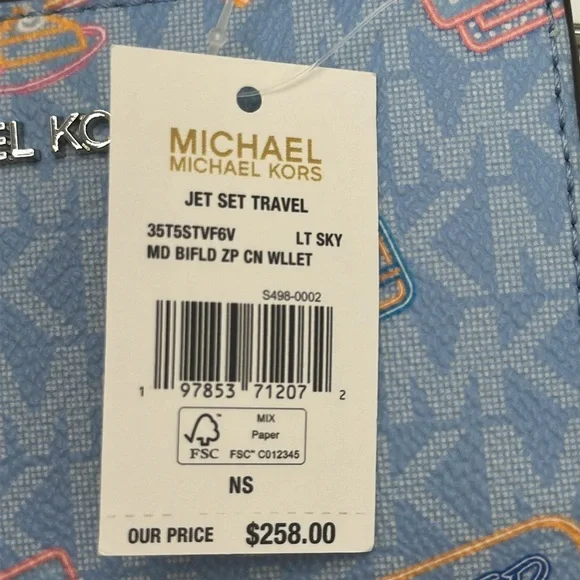 EL KO
MICHAEL
MICHAEL KORS
JET SET TRAVEL
35T5STVF6V LT SKY
MD BIFLD ZP CN WLLET
S498-0002
1 97853 71207 2
FSC
MIX
Paper
FSC™ C012345
NS
OUR PRICE $258.00